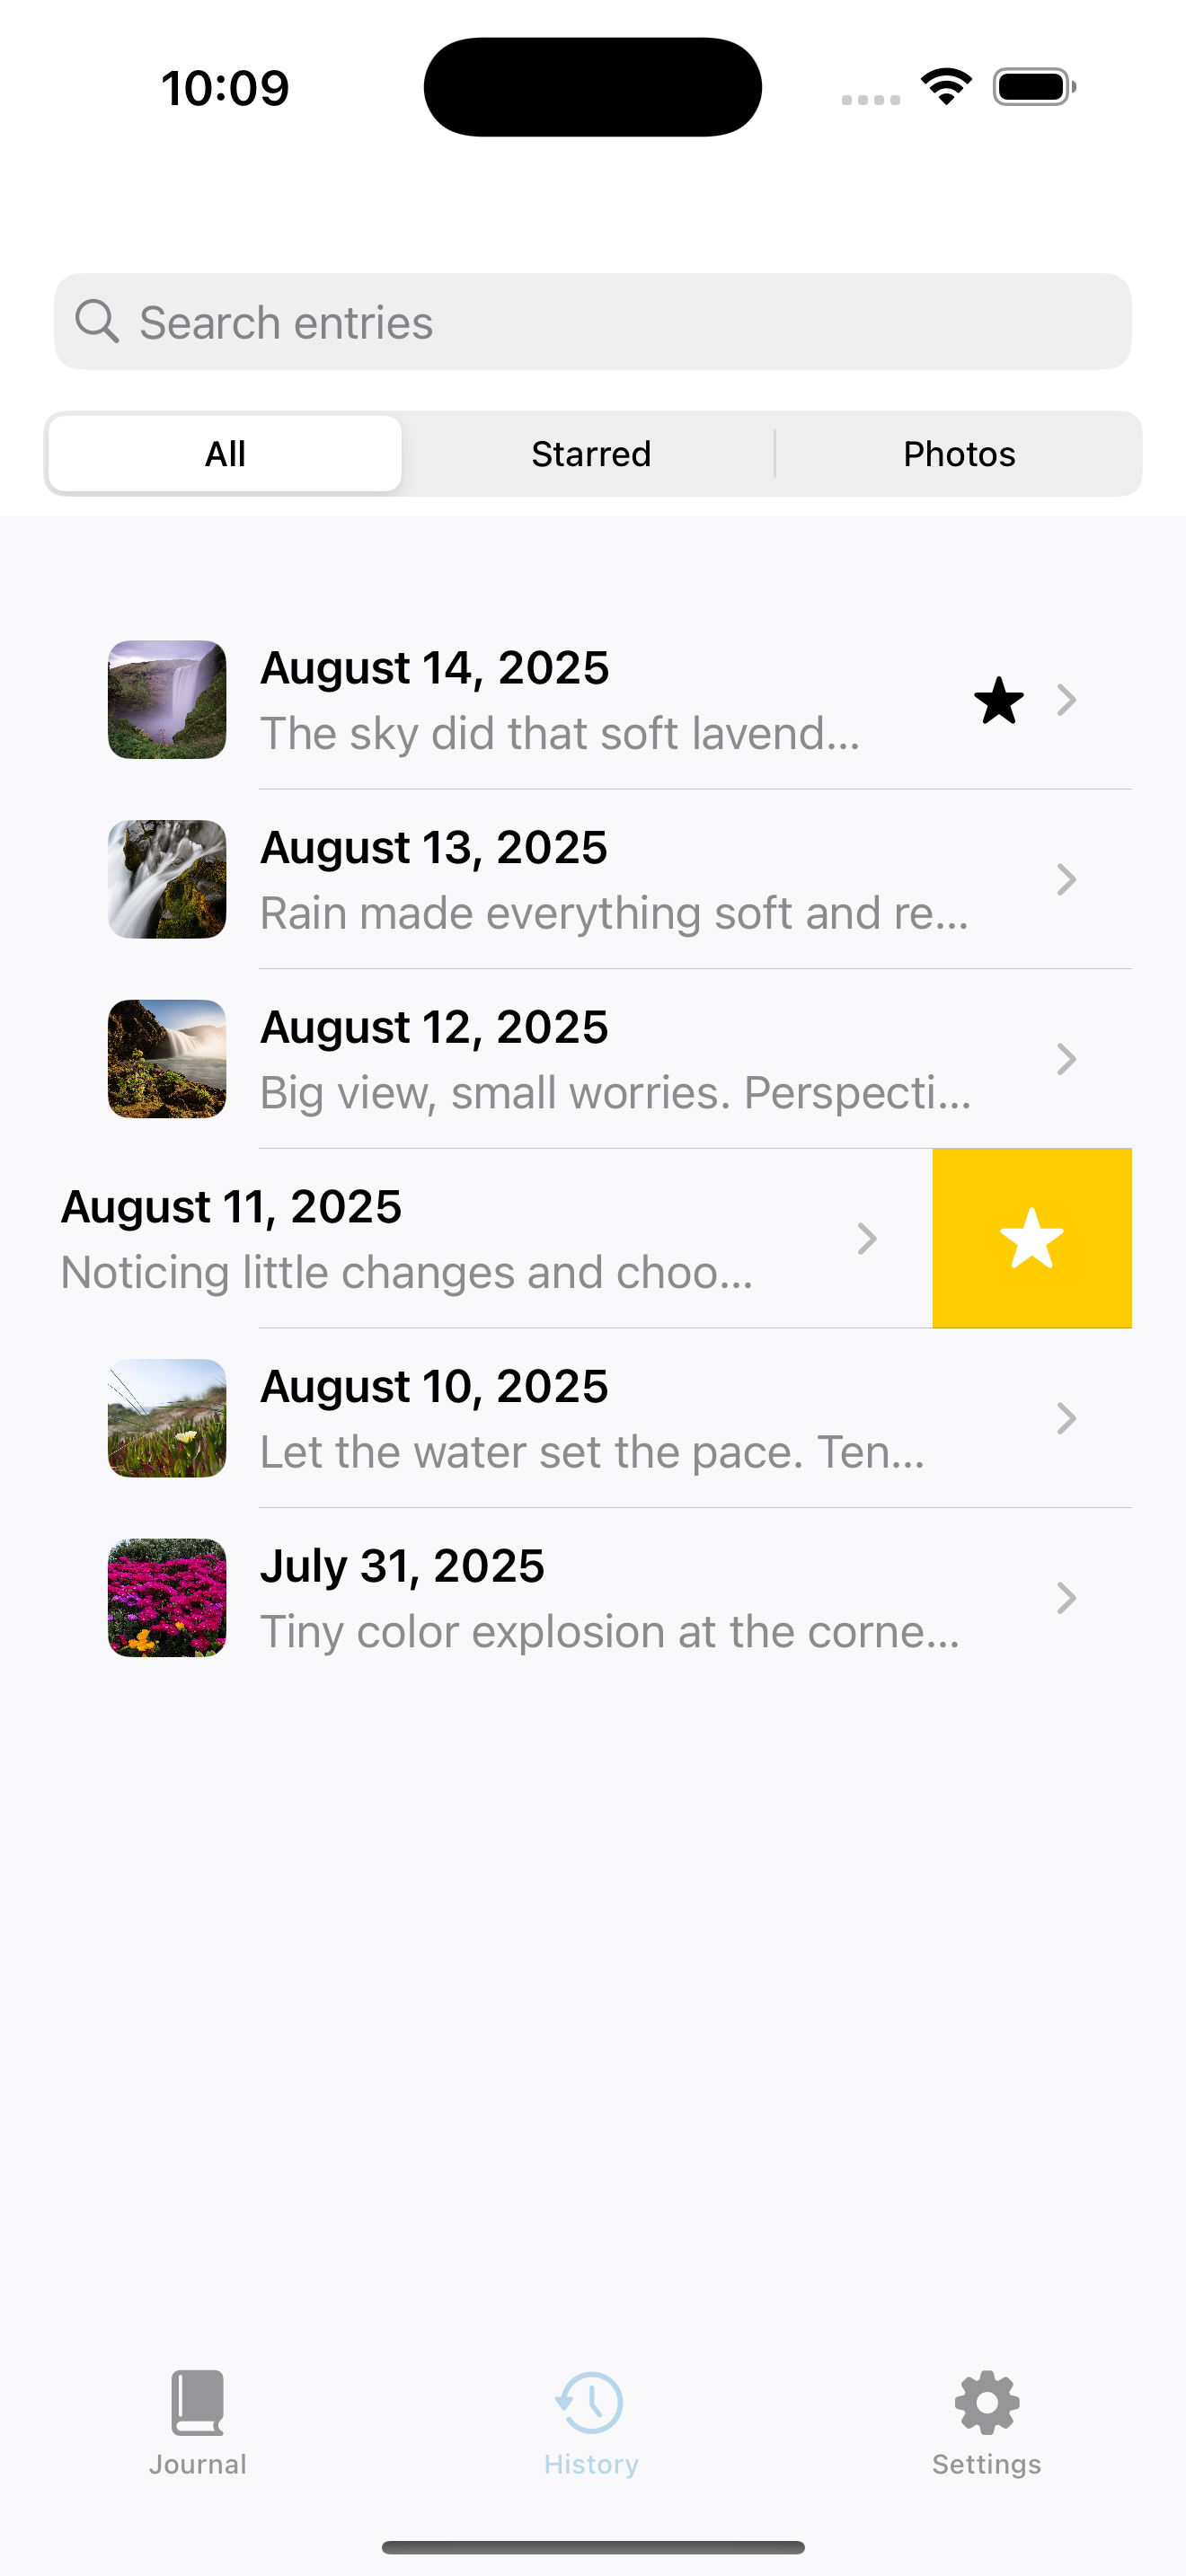 10:09
Search entries
All
Starred
Photos
August 14, 2025
The sky did that soft lavend...
August 13, 2025
Rain made everything soft and re...
August 12, 2025
Big view, small worries. Perspecti...
August 11, 2025
Noticing little changes and choo...
August 10, 2025
Let the water set the pace. Ten...
July 31, 2025
Tiny color explosion at the corne...
Journal
History
Settings